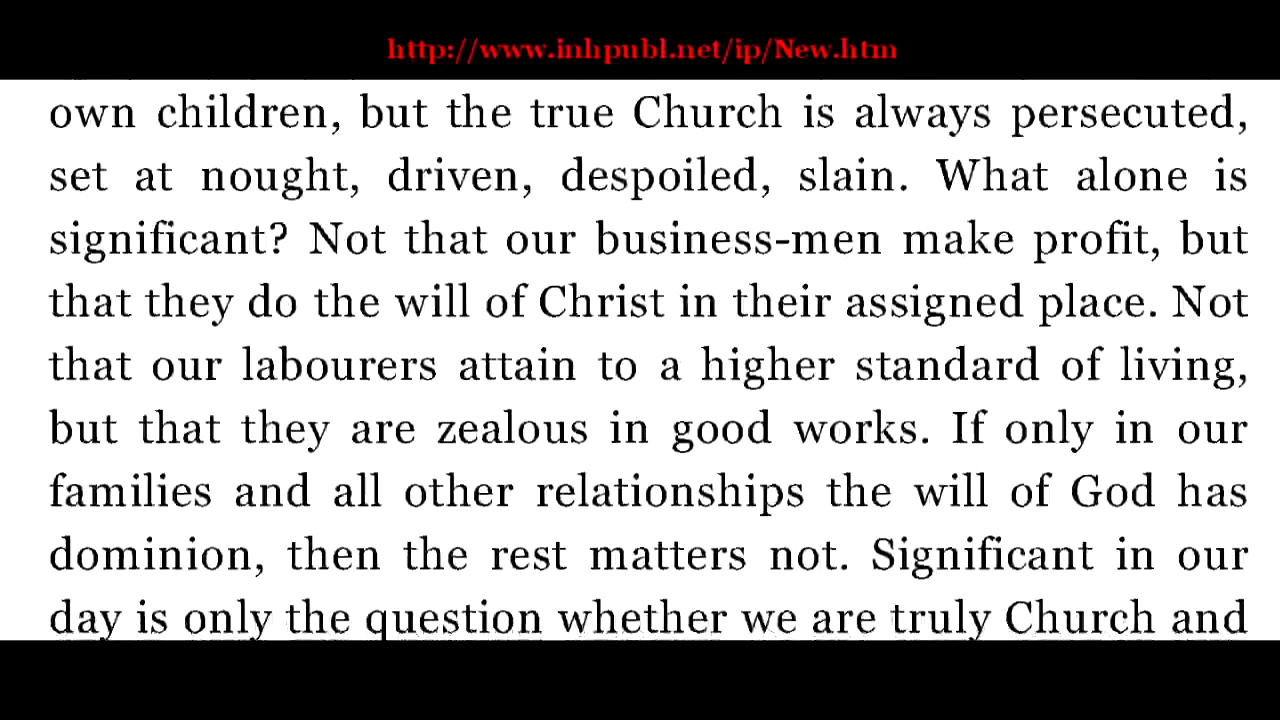 http://www.inhpubl.net/ip/New.htm
own children, but the true Church is always persecuted,
set at nought, driven, despoiled, slain. What alone is
significant? Not that our business-men make profit, but
that they do the will of Christ in their assigned place. Not
that our labourers attain to a higher standard of living,
but that they are zealous in good works. If only in our
families and all other relationships the will of God has
dominion, then the rest matters not. Significant in our
day is only the question whether we are truly Church and